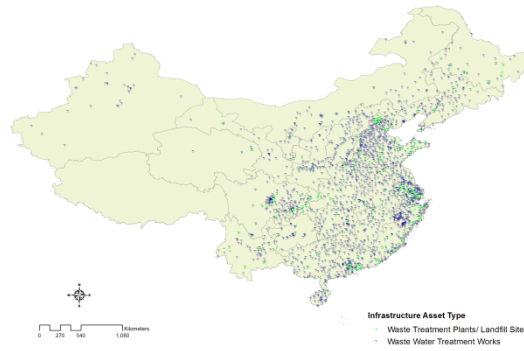 Kilometers
0 270 540 1,080
Infrastructure Asset Type
Waste Treatment Plants/ Landfill Site
Waste Water Treatment Works